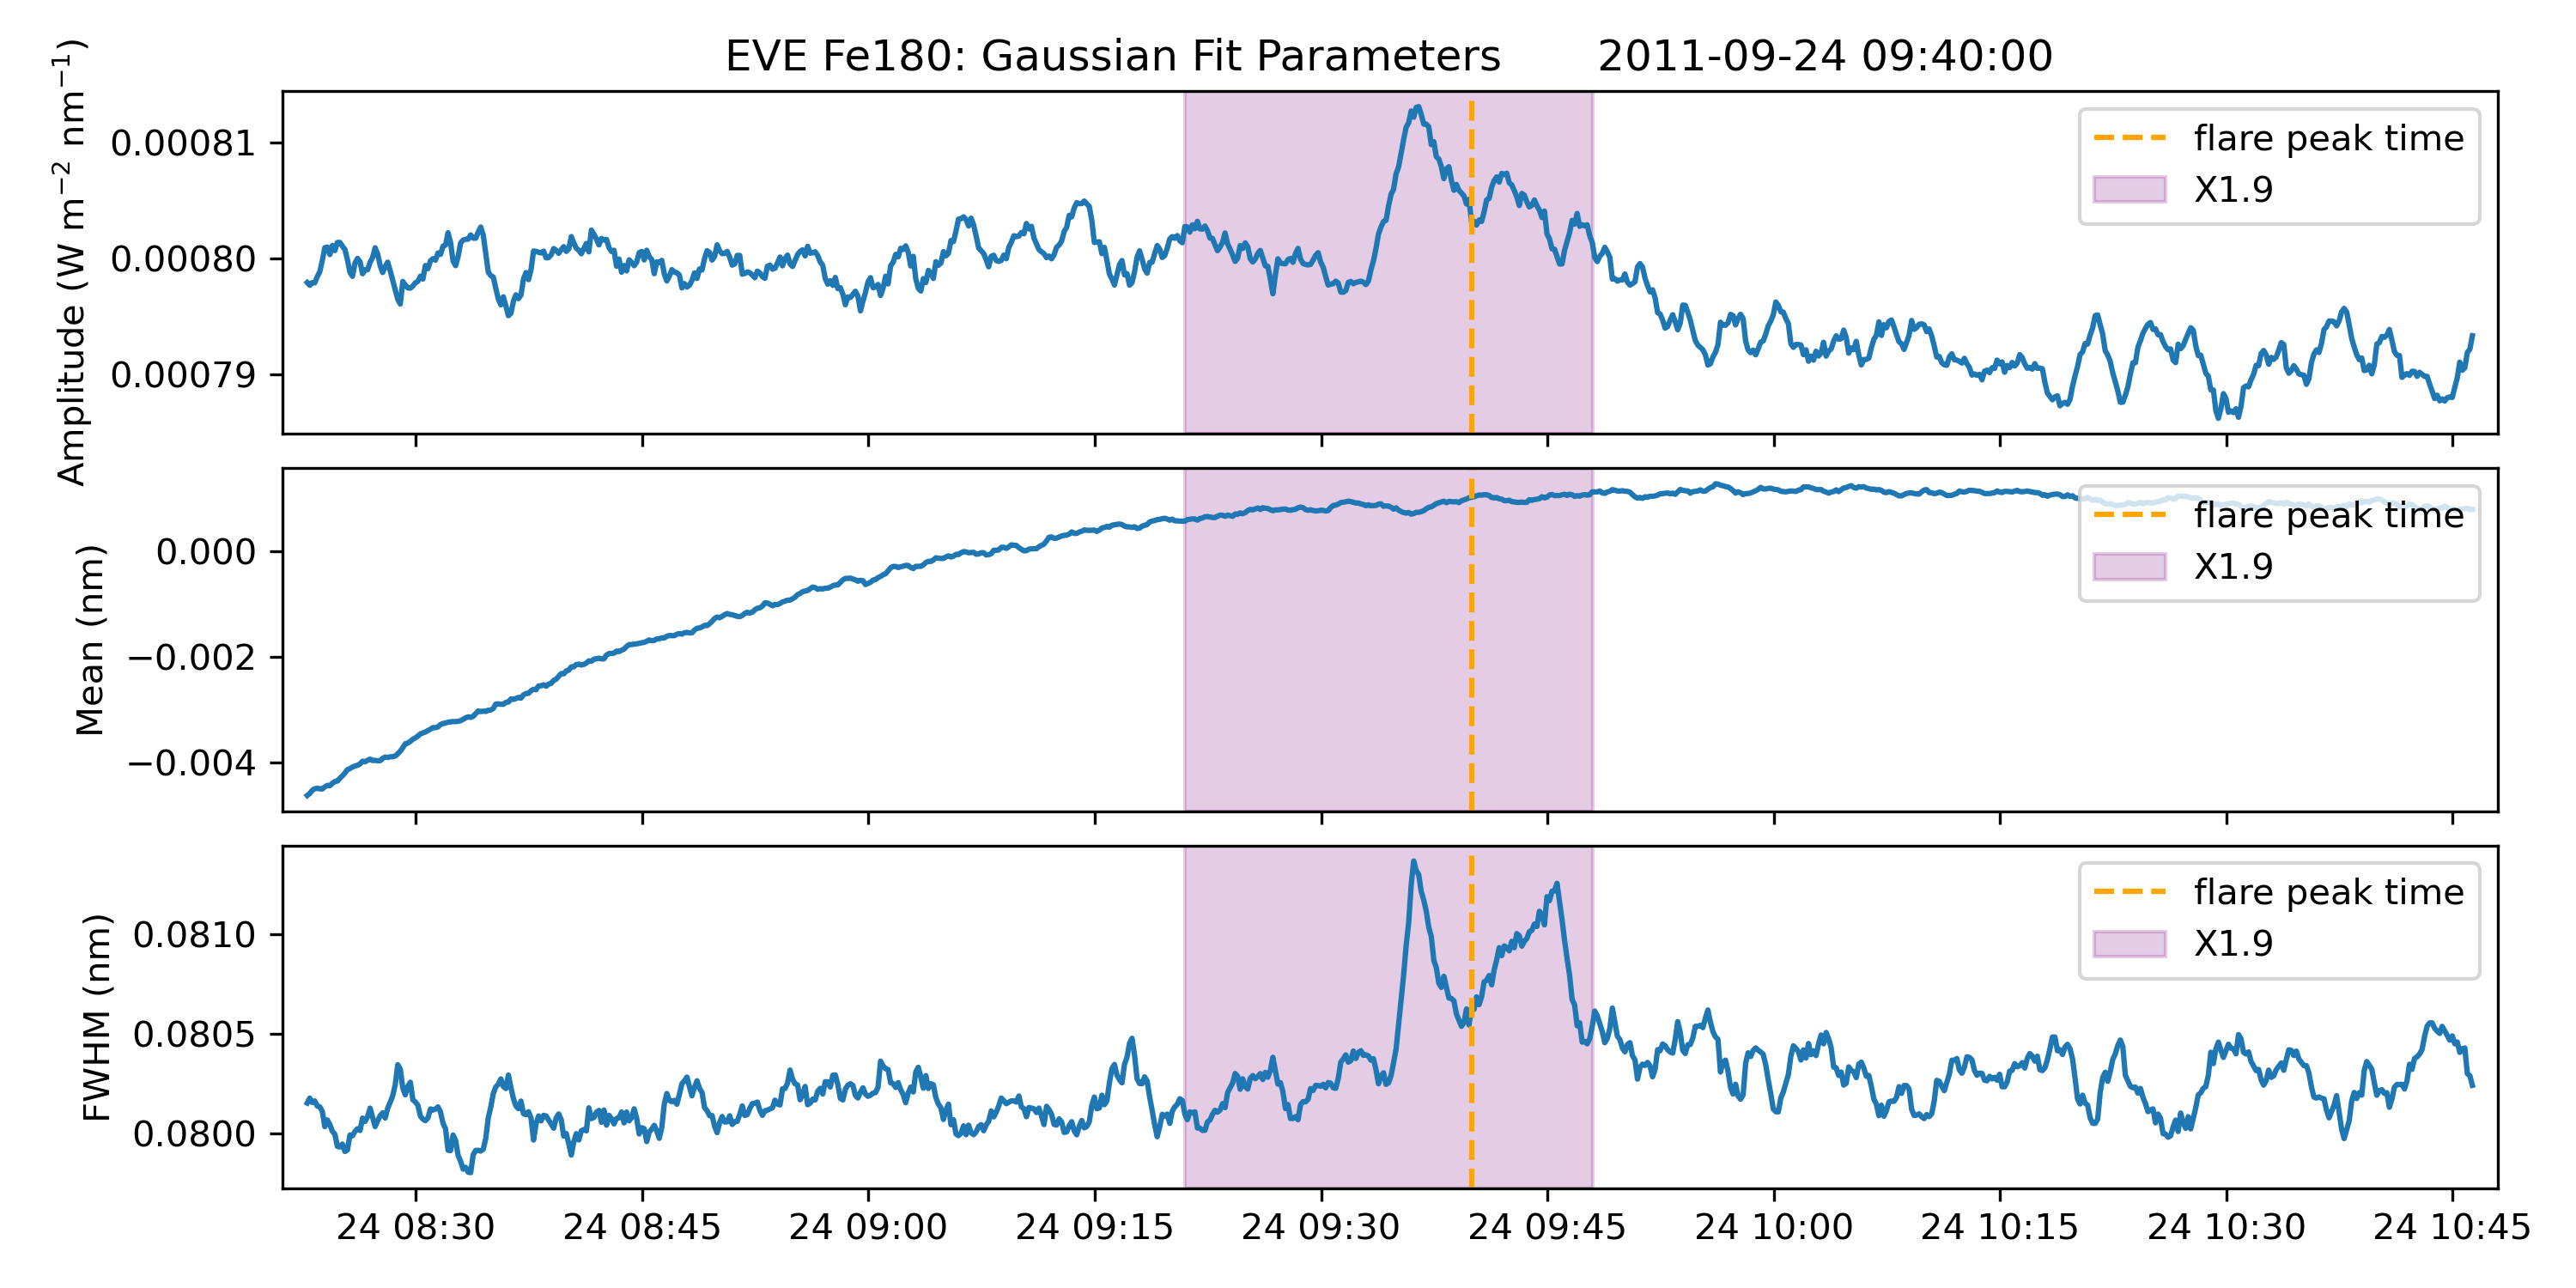 EVE Fe180: Gaussian Fit Parameters 2011-09-24 09:40:00
Amplitude (W m⁻² nm⁻¹)
0.00081
0.00080
0.00079
flare peak time
X1.9
Mean (nm)
0.000
−0.002
−0.004
flare peak time
X1.9
FWHM (nm)
0.0810
0.0805
0.0800
flare peak time
X1.9
24 08:30 24 08:45 24 09:00 24 09:15 24 09:30 24 09:45 24 10:00 24 10:15 24 10:30 24 10:45